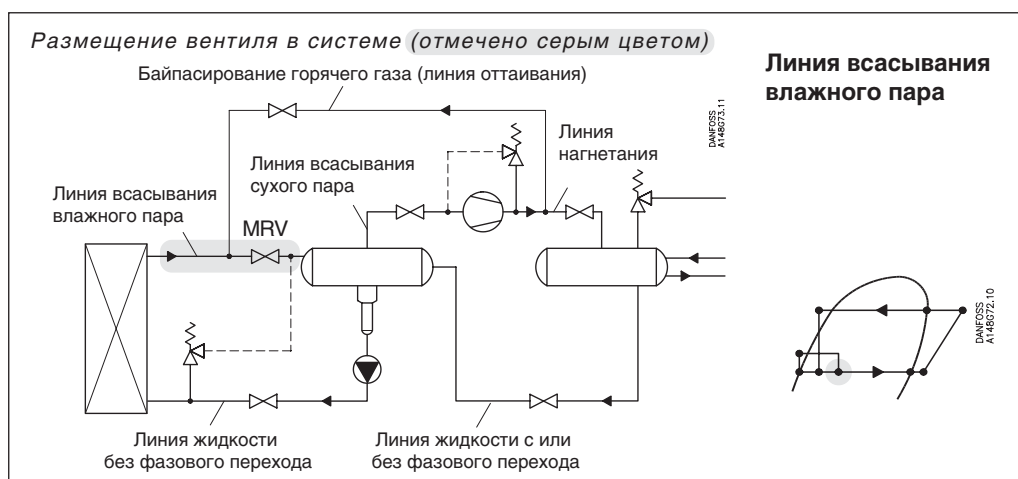 Размещение вентиля в системе (отмечено серым цветом)
Байпасирование горячего газа (линия оттаивания)
Линия всасывания
влажного пара
DANFOSS
A148G73.11
Линия
нагнетания
Линия всасывания
сухого пара
Линия всасывания
влажного пара
MRV
DANFOSS
A148G72.10
Линия жидкости
без фазового перехода
Линия жидкости с или
без фазового перехода